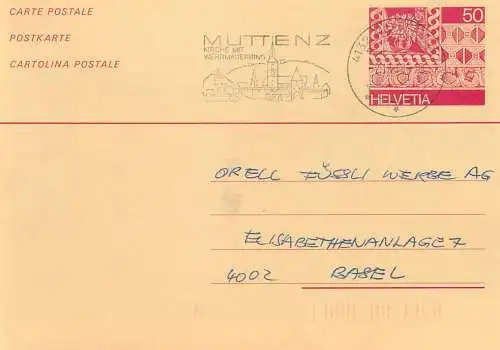 CARTE POSTALE
POSTKARTE
CARTOLINA POSTALE
MUTTENZ
KIRCHE MIT
WEHRMAUERRING
4132
50
HELVETIA
ORELL FÜSSLI WERBE AG
ELISABETHENANLAGE 7
4002 BASEL